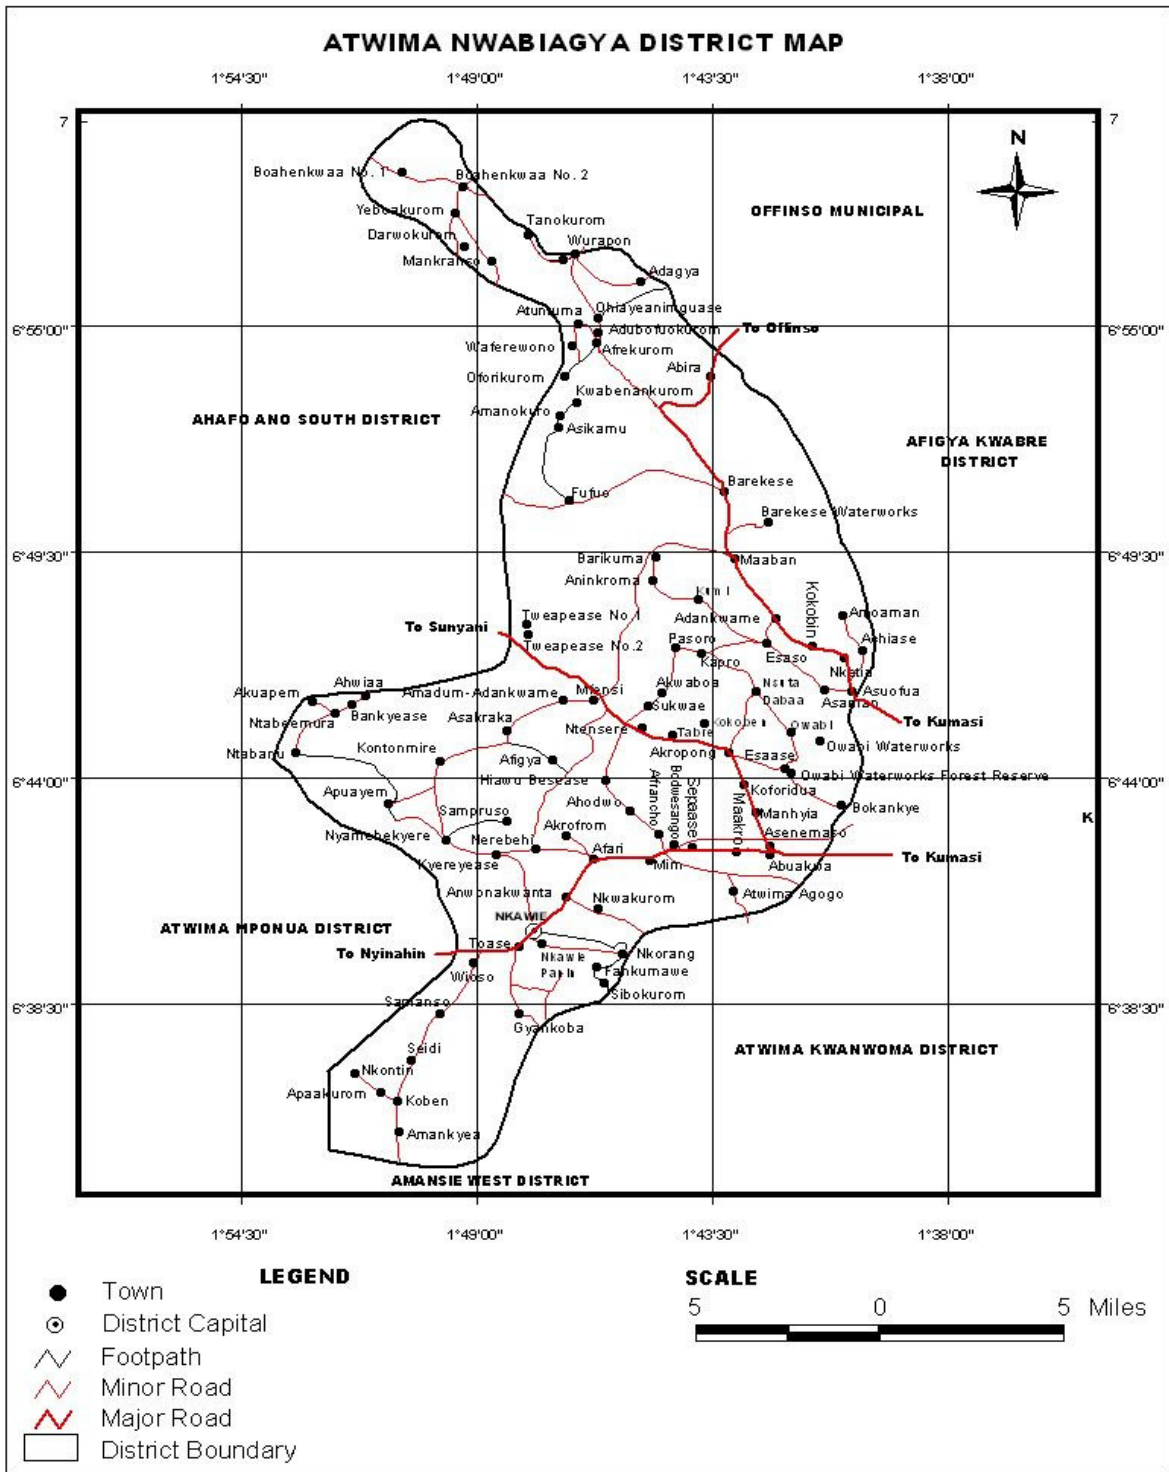 ATWIMA NWABIAGYA DISTRICT MAP
1°54'30" 1°49'00" 1°43'30" 1°38'00"
7 7
N
Boahenkwaa No. 1
Boahenkwaa No. 2
OFFINSO MUNICIPAL
Yeboakurom
Tanokurom
Darwokurom
Wurapon
Mankranso
Adagya
Atuntuma
Ohiayeanimguase
6°55'00" 6°55'00"
Adubofuokurom
To Offinso
Waferewono
Afrekurom
Abira
Oforikurom
Kwabenankurom
Amanokuro
AHAFO ANO SOUTH DISTRICT
Asikamu
AFIGYA KWABRE
DISTRICT
Barekese
Fufuo
Barekese Waterworks
6°49'30" 6°49'30"
Barikuma
Maaban
Aninkroma
Kokobin
Amoaman
Tweapease No.1
Adankwame
To Sunyani
Pasoro
Achiase
Tweapease No.2
Kapro
Esaso
Nketia
Ahwiaa
Akuapem
Amadum-Adankwame
Mfensi
Akwaboa
Nsuta
Dabaa
Asuofua
Asaman
Ntabeemura
Bankyease
Sukwae
Asakraka
Ntensere
Kokoben
Owabi
To Kumasi
Tabre
Ntabanu
Kontonmire
Akropong
Owabi Waterworks
Afigya
Esaase
6°44'00" 6°44'00"
Hiawu Besease
Owabi Waterworks Forest Reserve
Apuayem
Koforidua
Afrancho
Bodwesango
Sepaase
Maakro
Ahodwo
Bokankye
Sampruso
Manhyia
K
Nyamebekyere
Akrofrom
Asenemaso
Nerebehi
Afari
To Kumasi
Kyereyease
Mim
Abuakwa
Anwonakwanta
Nkwakurom
Atwima Agogo
NKAWIE
ATWIMA MPONUA DISTRICT
Toase
To Nyinahin
Nkawie
Nkorang
Wioso
Fankumawe
Sibokurom
Samanso
6°38'30" 6°38'30"
Gyankoba
Seidi
ATWIMA KWANWOMA DISTRICT
Nkontin
Apaakurom
Koben
Amankyea
AMANSIE WEST DISTRICT
1°54'30" 1°49'00" 1°43'30" 1°38'00"
LEGEND
Town
District Capital
Footpath
Minor Road
Major Road
District Boundary
SCALE
5 0 5 Miles